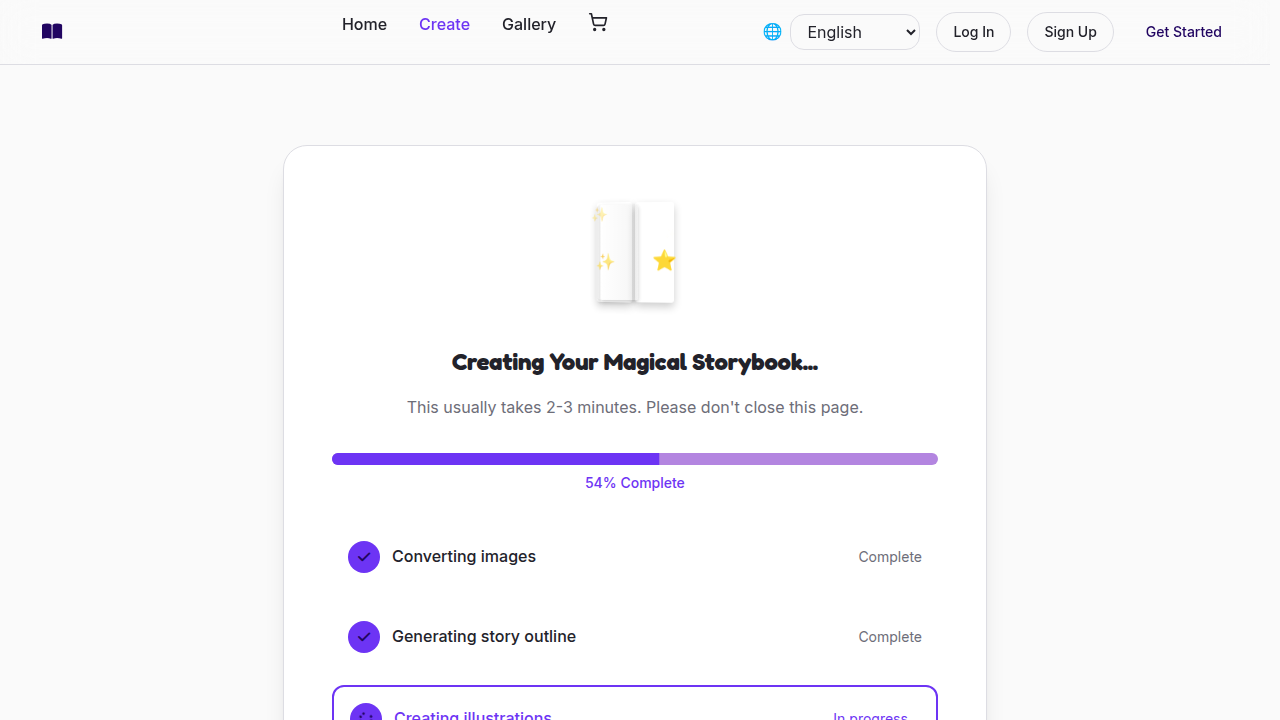 Home Create Gallery English Log In Sign Up Get Started
Creating Your Magical Storybook...
This usually takes 2-3 minutes. Please don't close this page.
54% Complete
Converting images Complete
Generating story outline Complete
Creating illustrations In progress